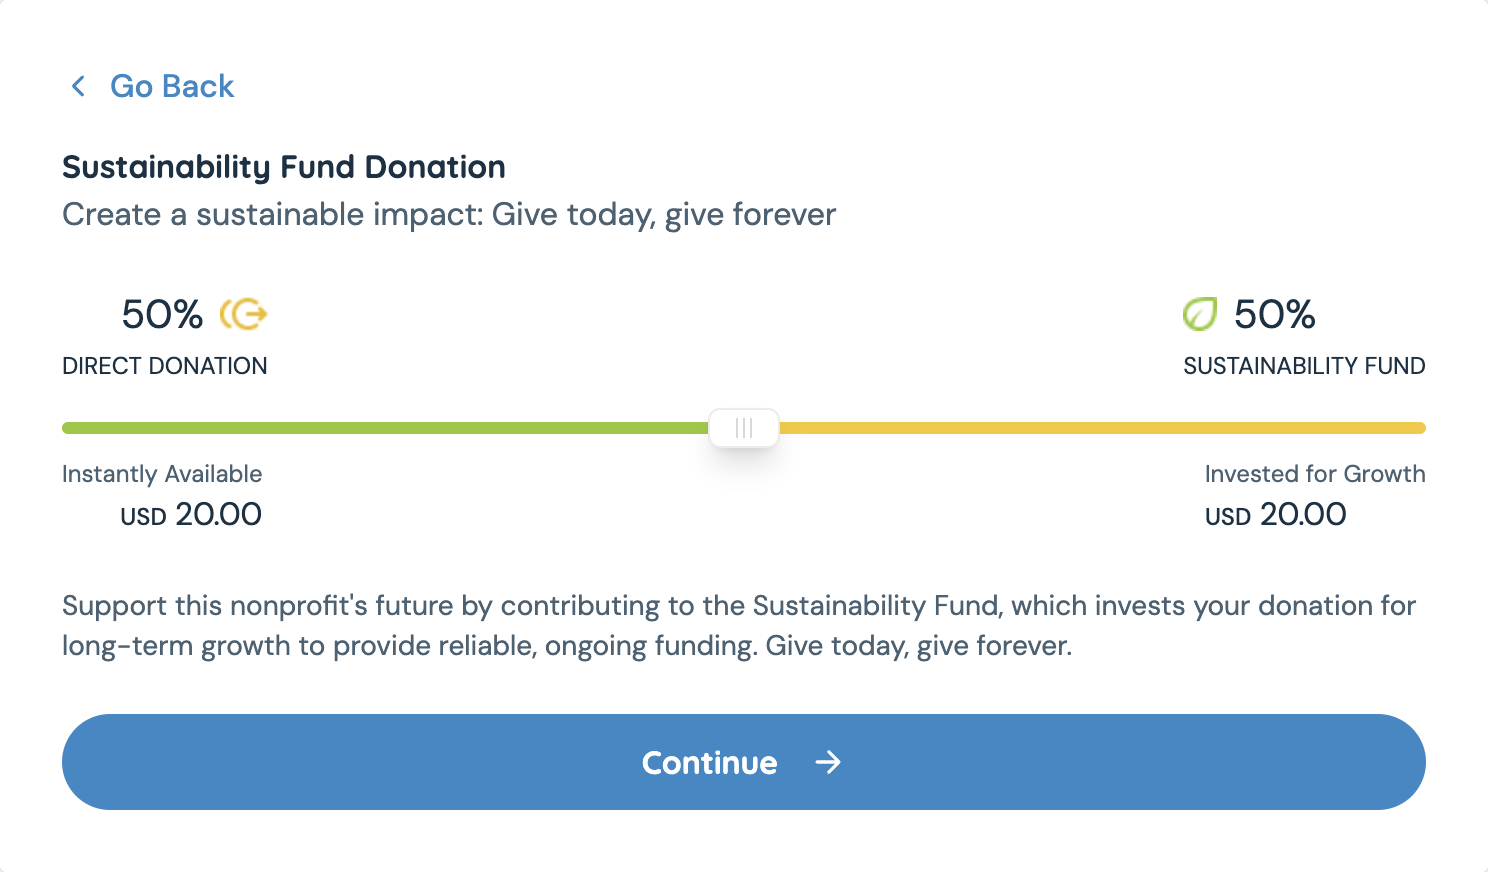 Go Back
Sustainability Fund Donation
Create a sustainable impact: Give today, give forever
50% 50%
DIRECT DONATION SUSTAINABILITY FUND
Instantly Available Invested for Growth
USD 20.00 USD 20.00
Support this nonprofit's future by contributing to the Sustainability Fund, which invests your donation for
long-term growth to provide reliable, ongoing funding. Give today, give forever.
Continue